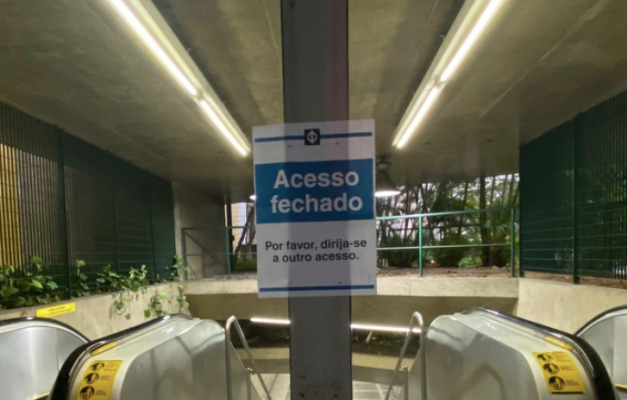 Acesso
fechado
Por favor, dirija-se
a outro acesso.